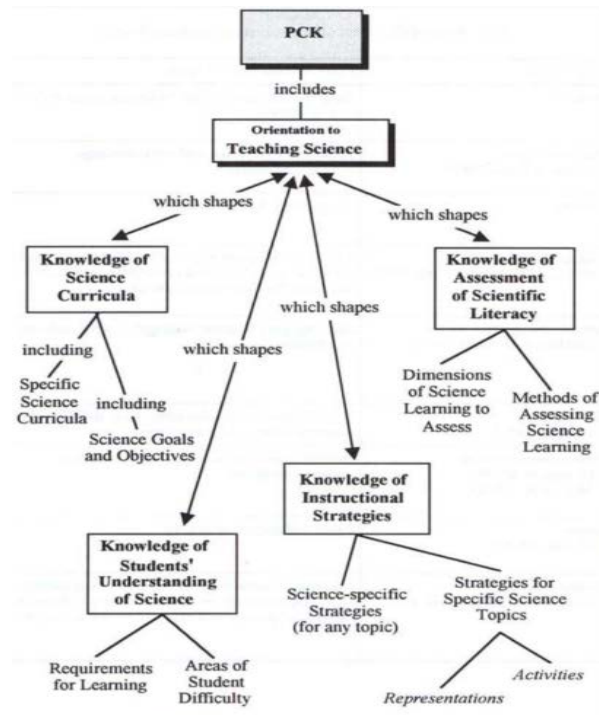 PCK
includes
Orientation to
Teaching Science
which shapes
which shapes
Knowledge of
Science
Curricula
Knowledge of
Assessment
of Scientific
Literacy
which shapes
which shapes
including
Specific
Science
Curricula
including
Science Goals
and Objectives
Dimensions
of Science
Learning to
Assess
Methods of
Assessing
Science
Learning
Knowledge of
Instructional
Strategies
Knowledge of
Students'
Understanding
of Science
Science-specific
Strategies
(for any topic)
Strategies for
Specific Science
Topics
Requirements
for Learning
Areas of
Student
Difficulty
Representations
Activities